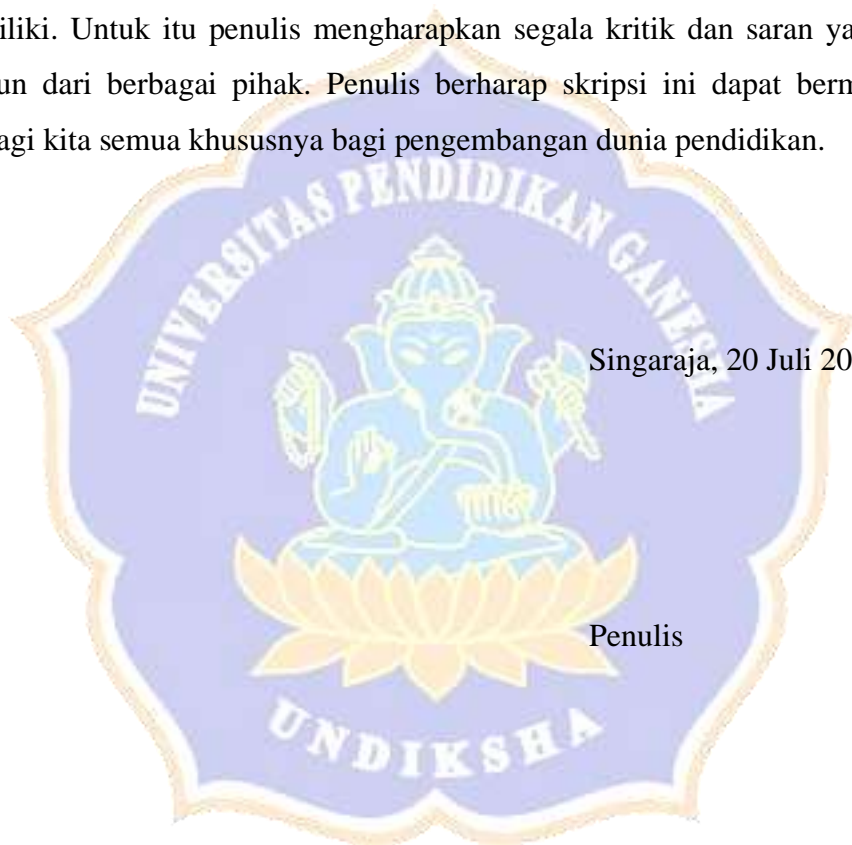 iliki. Untuk itu penulis mengharapkan segala kritik dan saran ya
un dari berbagai pihak. Penulis berharap skripsi ini dapat berm
agi kita semua khususnya bagi pengembangan dunia pendidikan.
UNIVERSITAS PENDIDIKAN GANESHA
Singaraja, 20 Juli 20
Penulis
UNDIKSHA